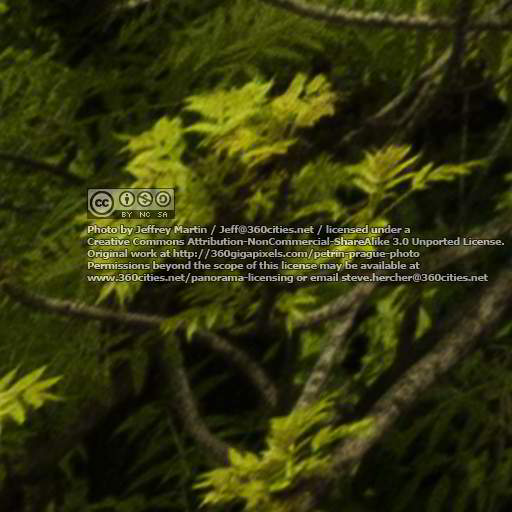 cc
BY NC SA
Photo by Jeffrey Martin / Jeff@360cities.net / licensed under a
Creative Commons Attribution-NonCommercial-ShareAlike 3.0 Unported License.
Original work at http://360gigapixels.com/petrin-prague-photo
Permissions beyond the scope of this license may be available at
www.360cities.net/panorama-licensing or email steve.hercher@360cities.net